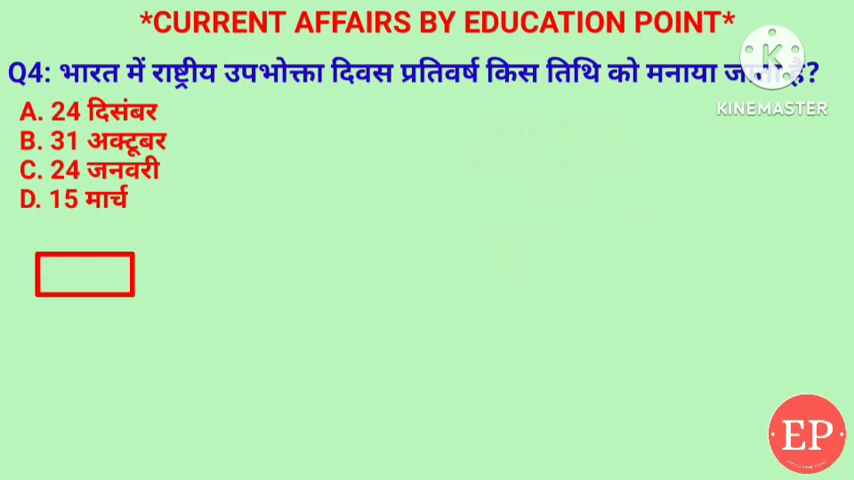 *CURRENT AFFAIRS BY EDUCATION POINT*
Q4: भारत में राष्ट्रीय उपभोक्ता दिवस प्रतिवर्ष किस तिथि को मनाया जाता है?
K
KINEMASTER
A. 24 दिसंबर
B. 31 अक्टूबर
C. 24 जनवरी
D. 15 मार्च
EP